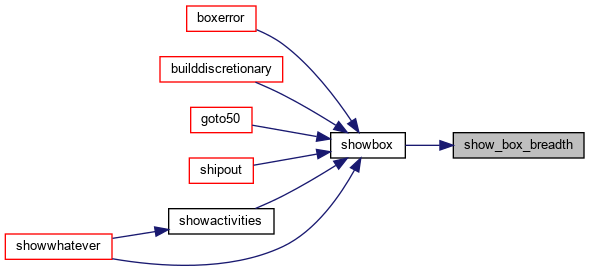 boxerror
builddiscretionary
goto50
showbox
show_box_breadth
shipout
showactivities
showwhatever